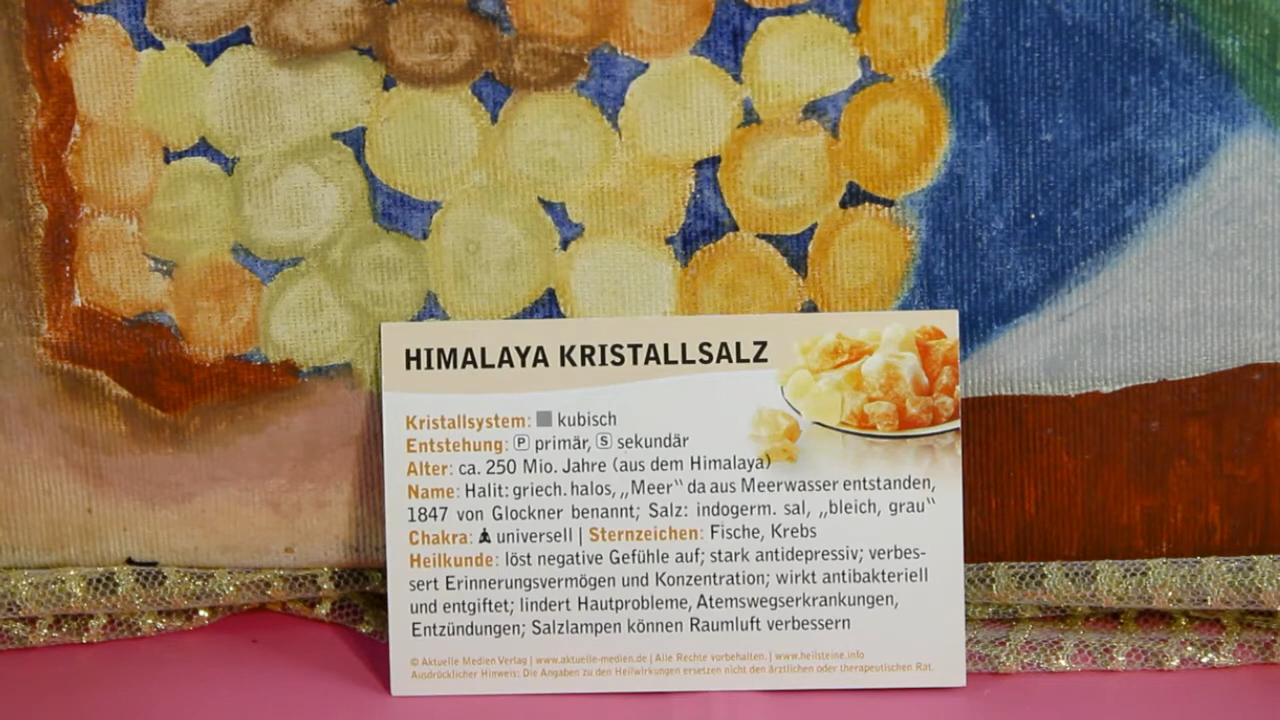 HIMALAYA KRISTALLSALZ
Kristallsystem: kubisch
Entstehung: P primär, S sekundär
Alter: ca. 250 Mio. Jahre (aus dem Himalaya)
Name: Halit: griech. halos, „Meer“ da aus Meerwasser entstanden,
1847 von Glockner benannt; Salz: indogerm. sal, „bleich, grau“
Chakra: universell | Sternzeichen: Fische, Krebs
Heilkunde: löst negative Gefühle auf; stark antidepressiv; verbes-
sert Erinnerungsvermögen und Konzentration; wirkt antibakteriell
und entgiftet; lindert Hautprobleme, Atemswegserkrankungen,
Entzündungen; Salzlampen können Raumluft verbessern
© Aktuelle Medien Verlag | www.aktuelle-medien.de | Alle Rechte vorbehalten. | www.heilsteine.info
Ausdrücklicher Hinweis: Die Angaben zu den Heilwirkungen ersetzen nicht den ärztlichen oder therapeutischen Rat.